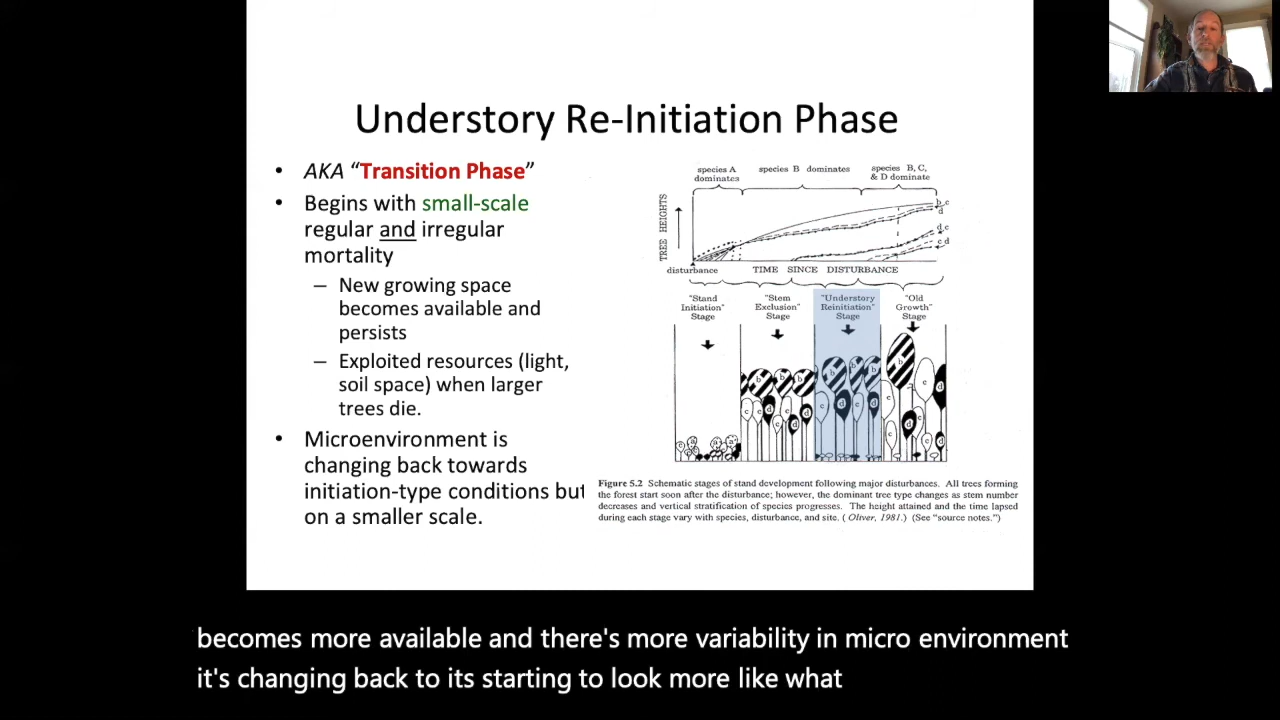 Understory Re-Initiation Phase
• AKA “Transition Phase”
• Begins with small-scale
regular and irregular
mortality
– New growing space
becomes available and
persists
– Exploited resources (light,
soil space) when larger
trees die.
• Microenvironment is
changing back towards
initiation-type conditions but
on a smaller scale.
species A
dominates
species B dominates
species B, C,
& D dominate
TREE HEIGHTS
b c
d
d c
c d
disturbance
TIME SINCE DISTURBANCE
"Stand
Initiation"
Stage
"Stem
Exclusion"
Stage
"Understory
Reinitiation"
Stage
"Old
Growth"
Stage
Figure 5.2 Schematic stages of stand development following major disturbances. All trees forming
the forest start soon after the disturbance; however, the dominant tree type changes as stem number
decreases and vertical stratification of species progresses. The height attained and the time lapsed
during each stage vary with species, disturbance, and site. ( Oliver, 1981.) (See "source notes.")
becomes more available and there's more variability in micro environment
it's changing back to its starting to look more like what